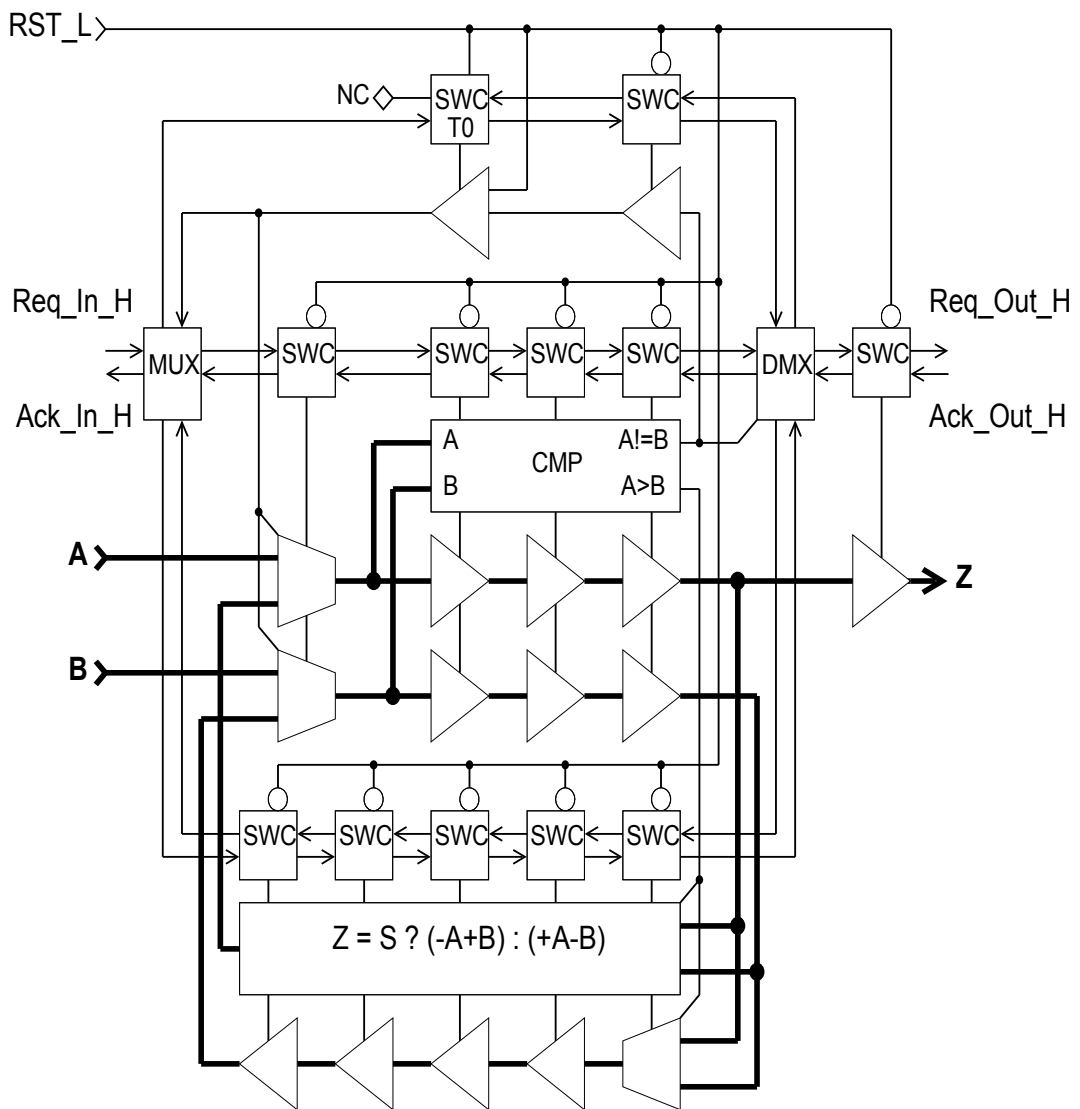 RST_L
NC
SWC
T0
SWC
Req_In_H
Req_Out_H
MUX
SWC
SWC
SWC
SWC
DMX
SWC
Ack_In_H
Ack_Out_H
A
A!=B
CMP
B
A>B
A
Z
B
SWC
SWC
SWC
SWC
SWC
Z = S ? (-A+B) : (+A-B)